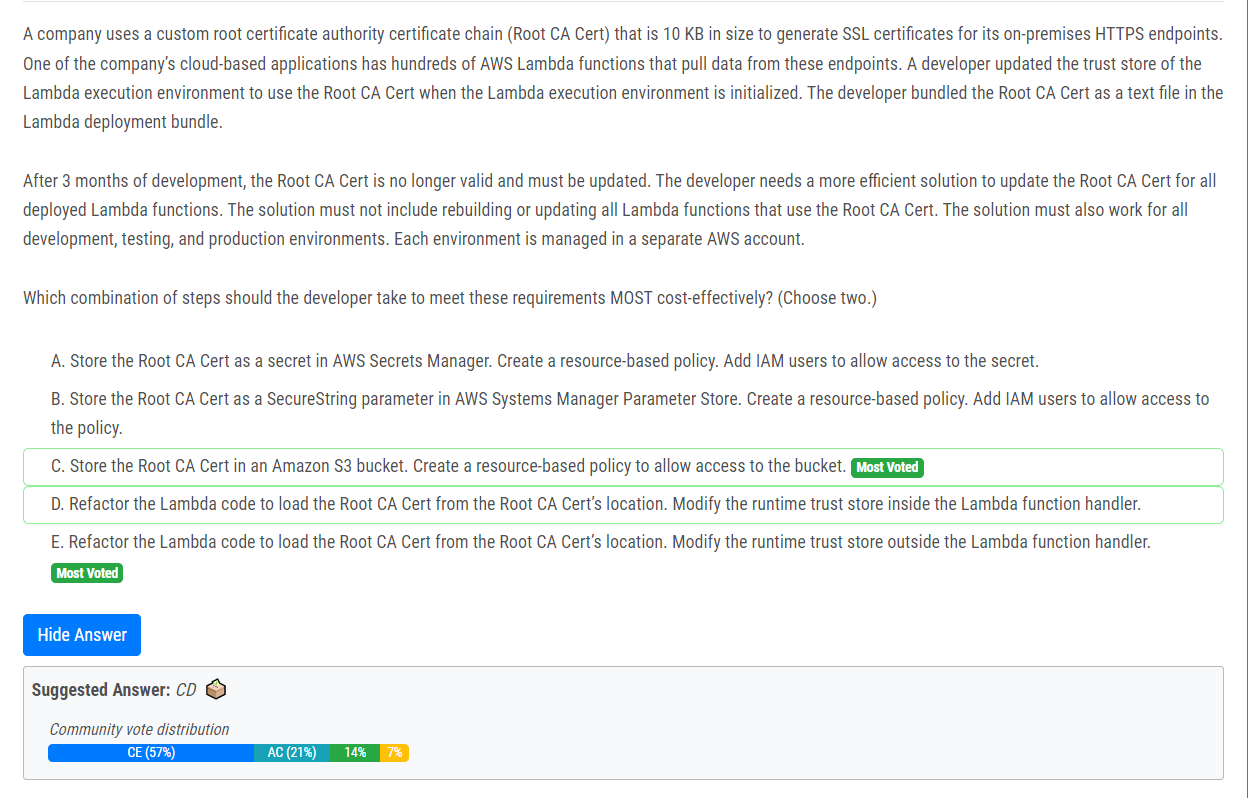 A company uses a custom root certificate authority certificate chain (Root CA Cert) that is 10 KB in size to generate SSL certificates for its on-premises HTTPS endpoints.
One of the company's cloud-based applications has hundreds of AWS Lambda functions that pull data from these endpoints. A developer updated the trust store of the
Lambda execution environment to use the Root CA Cert when the Lambda execution environment is initialized. The developer bundled the Root CA Cert as a text file in the
Lambda deployment bundle.
After 3 months of development, the Root CA Cert is no longer valid and must be updated. The developer needs a more efficient solution to update the Root CA Cert for all
deployed Lambda functions. The solution must not include rebuilding or updating all Lambda functions that use the Root CA Cert. The solution must also work for all
development, testing, and production environments. Each environment is managed in a separate AWS account.
Which combination of steps should the developer take to meet these requirements MOST cost-effectively? (Choose two.)
A. Store the Root CA Cert as a secret in AWS Secrets Manager. Create a resource-based policy. Add IAM users to allow access to the secret.
B. Store the Root CA Cert as a SecureString parameter in AWS Systems Manager Parameter Store. Create a resource-based policy. Add IAM users to allow access to
the policy.
C. Store the Root CA Cert in an Amazon S3 bucket. Create a resource-based policy to allow access to the bucket. Most Voted
D. Refactor the Lambda code to load the Root CA Cert from the Root CA Cert's location. Modify the runtime trust store inside the Lambda function handler.
E. Refactor the Lambda code to load the Root CA Cert from the Root CA Cert's location. Modify the runtime trust store outside the Lambda function handler.
Most Voted
Hide Answer
Suggested Answer: CD
Community vote distribution
CE (57%) AC (21%) 14% 7%